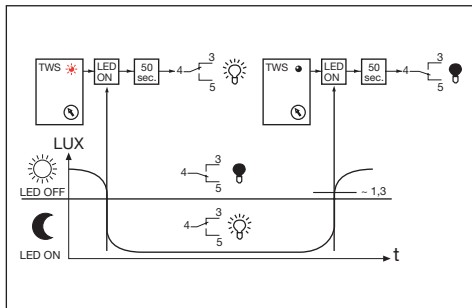 TWS LED ON 50 sec. 4 3 5
TWS LED ON 50 sec. 4 3 5
LUX
4 3 5
LED OFF
~ 1,3
4 3 5
LED ON
t